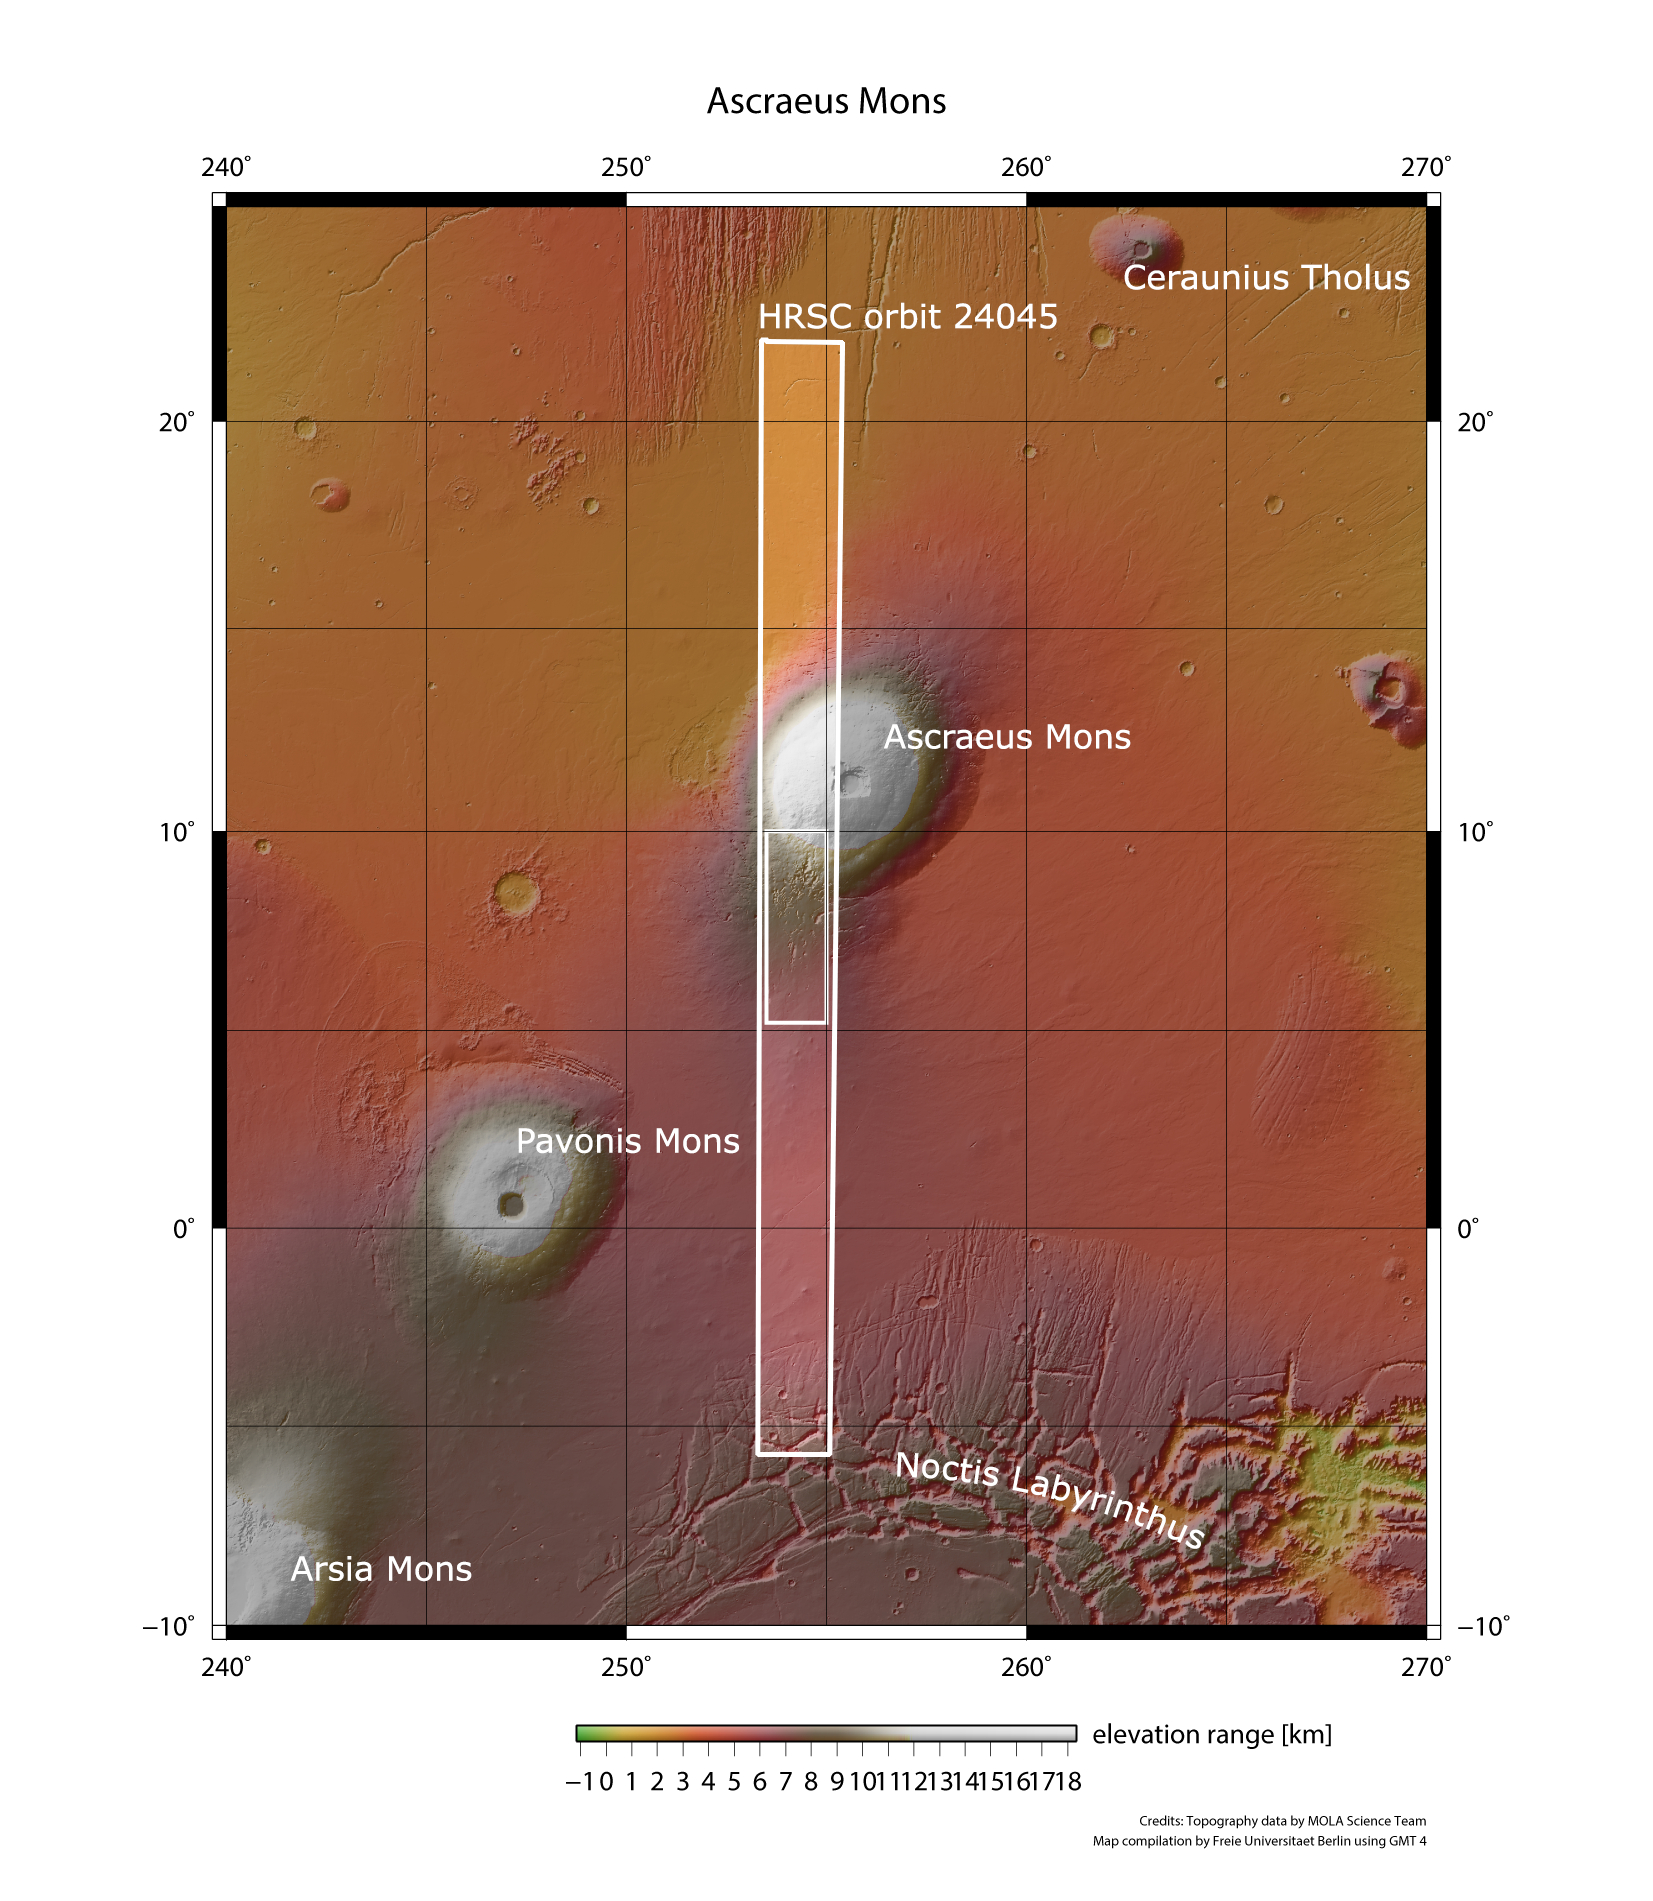 Ascraeus Mons
240° 250° 260° 270°
Ceraunius Tholus
HRSC orbit 24045
20° 20°
Ascraeus Mons
10° 10°
Pavonis Mons
0° 0°
Noctis Labyrinthus
Arsia Mons
−10° −10°
240° 250° 260° 270°
elevation range [km]
−1 0 1 2 3 4 5 6 7 8 9 10 11 12 13 14 15 16 17 18
Credits: Topography data by MOLA Science Team
Map compilation by Freie Universitaet Berlin using GMT 4